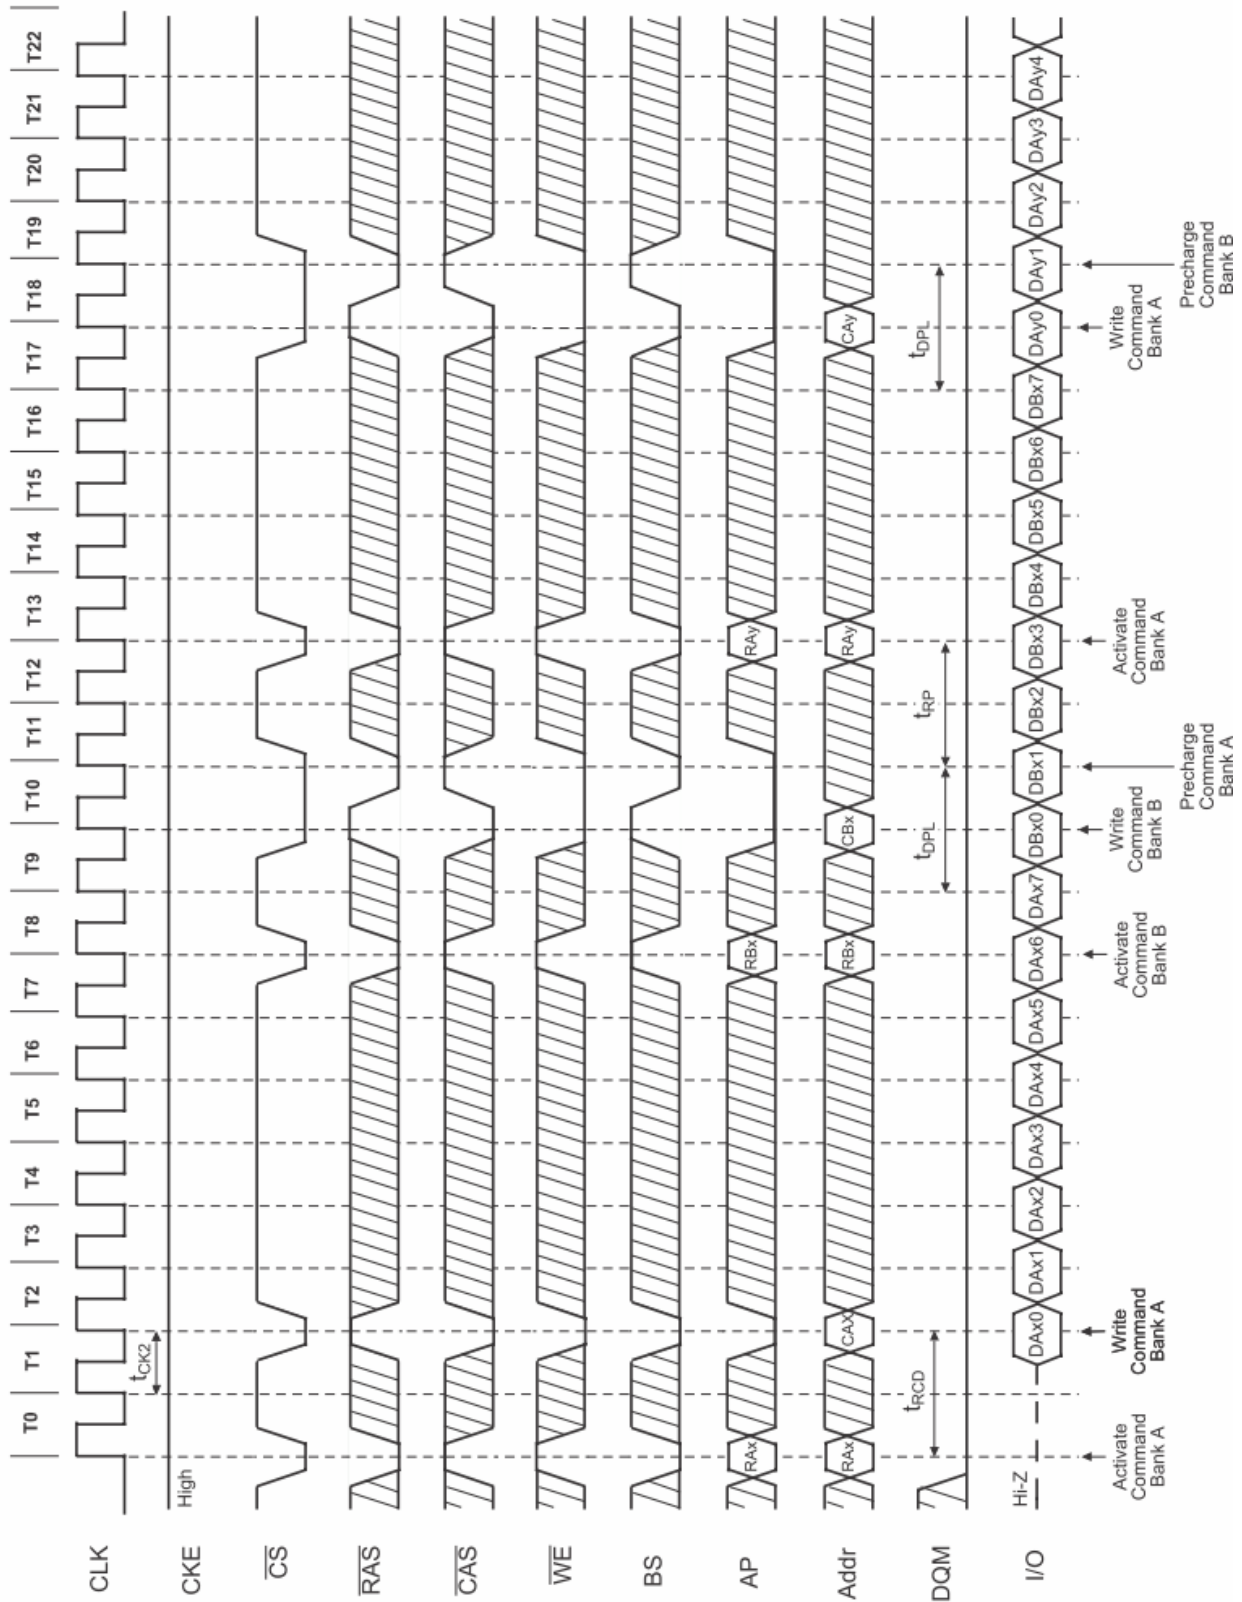 T0 T1 T2 T3 T4 T5 T6 T7 T8 T9 T10 T11 T12 T13 T14 T15 T16 T17 T18 T19 T20 T21 T22
CLK
tCK2
CKE
High
CS
RAS
CAS
WE
BS
AP
RAx RBx RAy
Addr
RAx CAX RBx CBx RAy CAy
DQM
tRCD tDPL tRP tDPL
I/O
Hi-Z
DAx0 DAx1 DAx2 DAx3 DAx4 DAx5 DAx6 DAx7 DBx0 DBx1 DBx2 DBx3 DBx4 DBx5 DBx6 DBx7 DAy0 DAy1 DAy2 DAy3 DAy4
Activate
Command
Bank A
Write
Command
Bank A
Activate
Command
Bank B
Write
Command
Bank B
Precharge
Command
Bank A
Activate
Command
Bank A
Write
Command
Bank A
Precharge
Command
Bank B